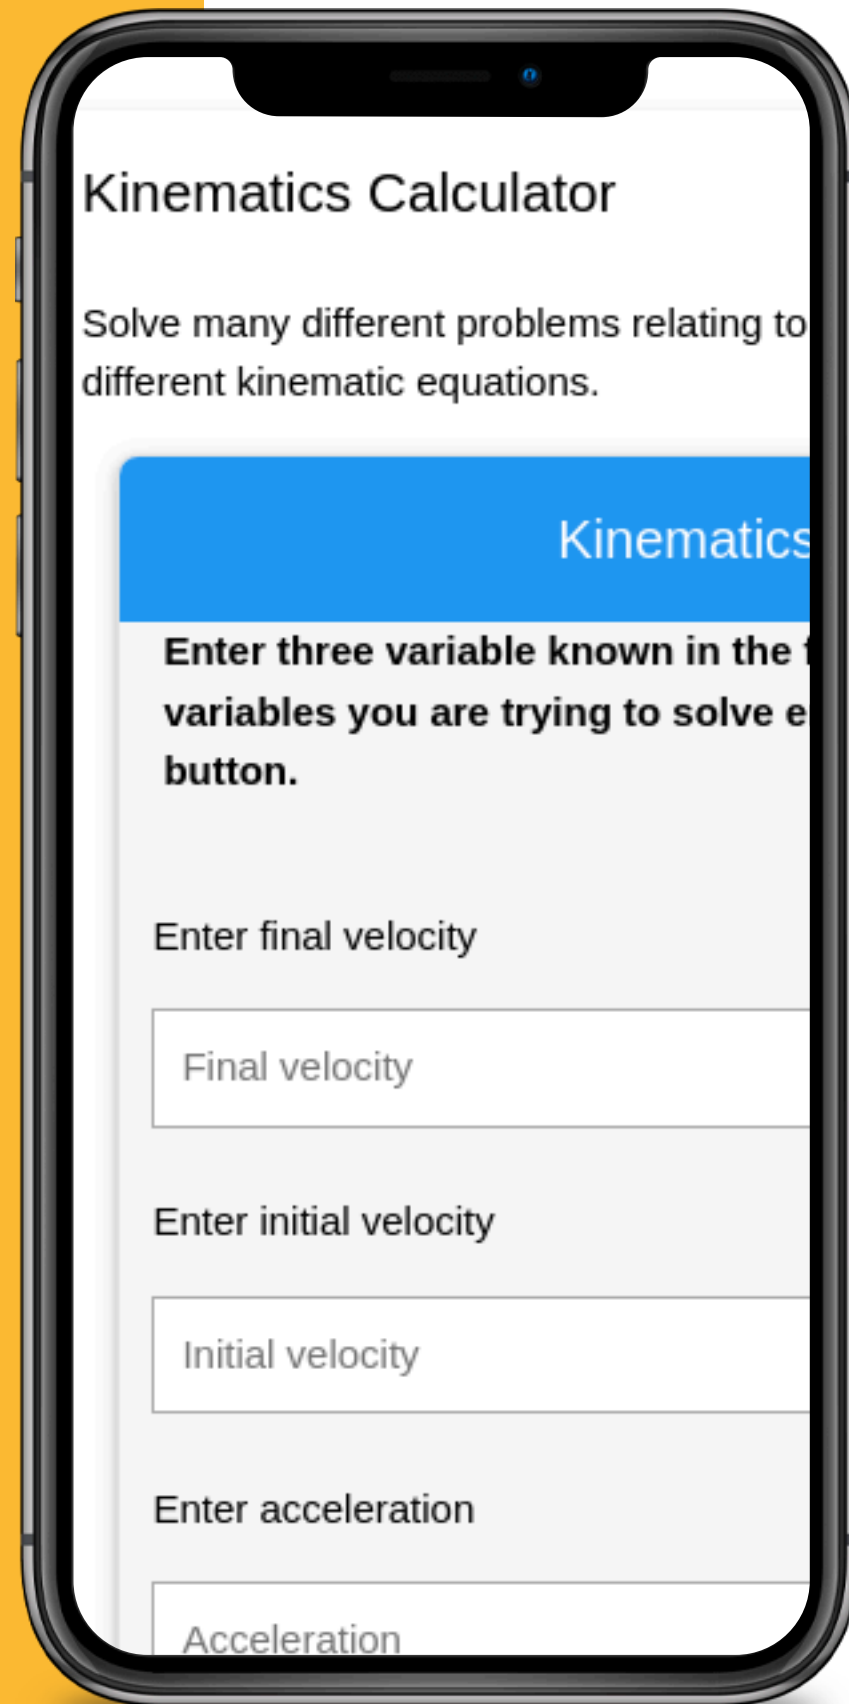 Kinematics Calculator
Solve many different problems relating to
different kinematic equations.
Kinematics
Enter three variable known in the
variables you are trying to solve
button.
Enter final velocity
Final velocity
Enter initial velocity
Initial velocity
Enter acceleration
Acceleration